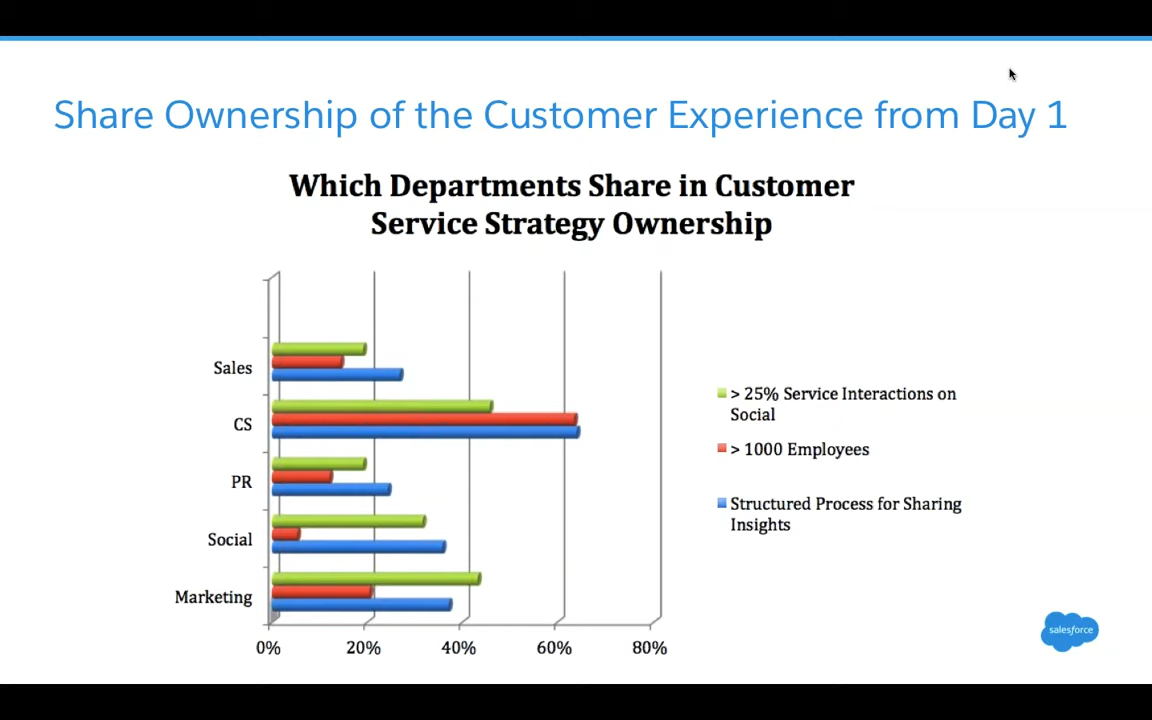 Share Ownership of the Customer Experience from Day 1
Which Departments Share in Customer
Service Strategy Ownership
Sales
CS
PR
Social
Marketing
0%
20%
40%
60%
80%
> 25% Service Interactions on
Social
> 1000 Employees
Structured Process for Sharing
Insights
salesforce